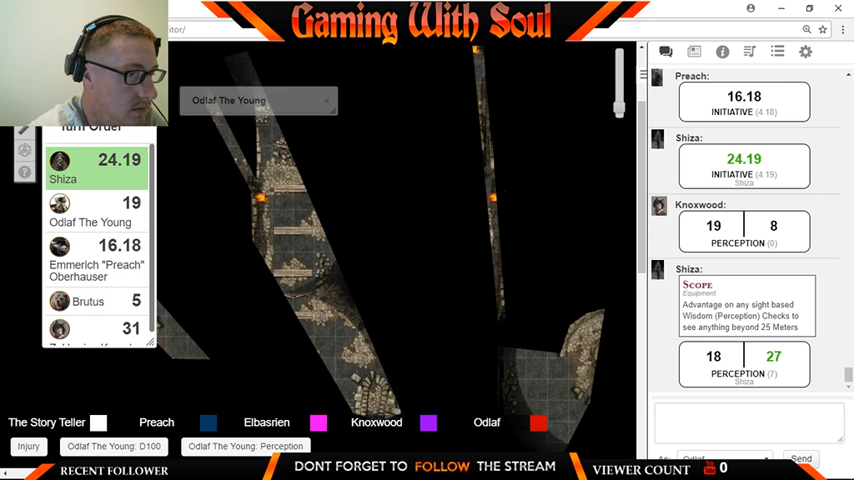 Gaming With Soul
itor/
Odlaf The Young
Turn Order
24.19
Shiza
19
Odlaf The Young
16.18
Emmerich "Preach"
Oberhauser
Brutus 5
31
Preach:
16.18
INITIATIVE (4.18)
Shiza:
24.19
INITIATIVE (4.19)
Shiza
Knoxwood:
19 8
PERCEPTION (0)
Shiza:
SCOPE
Equipment
Advantage on any sight based
Wisdom (Perception) Checks to
see anything beyond 25 Meters
18 27
PERCEPTION (7)
Shiza
The Story Teller Preach Elbasrien Knoxwood Odlaf
Injury Odlaf The Young: D100 Odlaf The Young: Perception
As: Odlaf Send
RECENT FOLLOWER DONT FORGET TO FOLLOW THE STREAM VIEWER COUNT 0